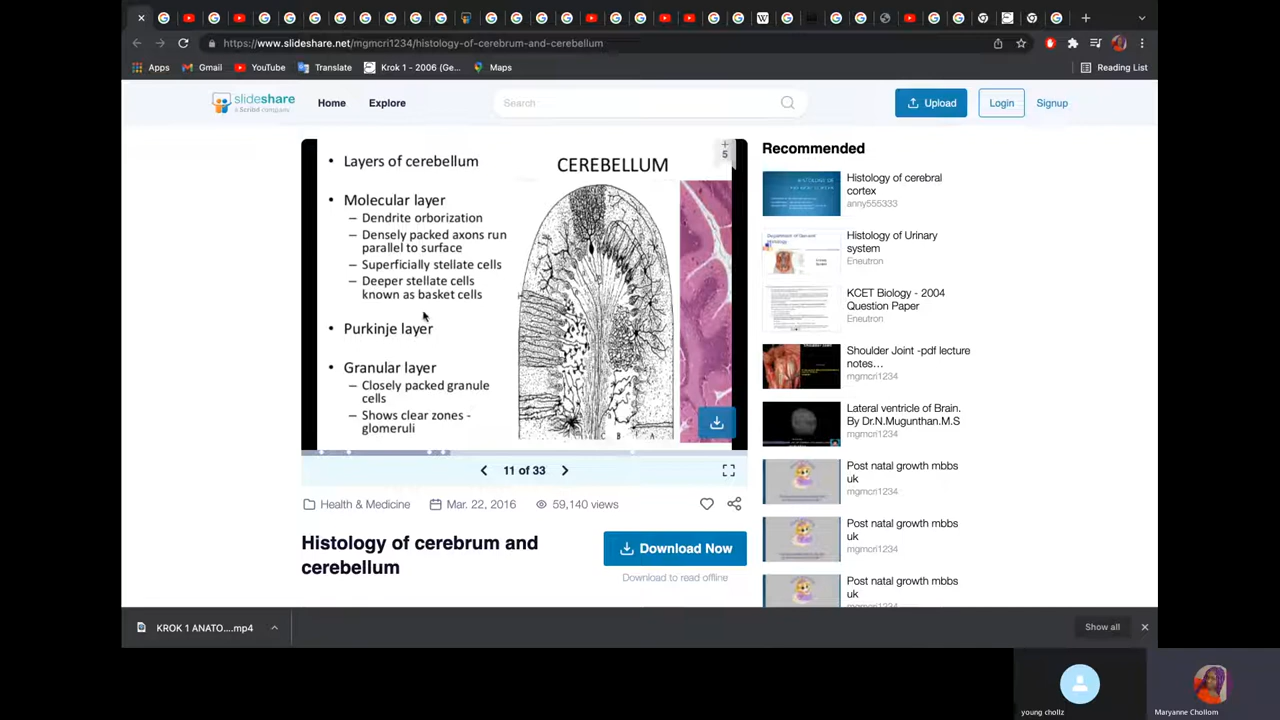 https://www.slideshare.net/mgmcri1234/histology-of-cerebrum-and-cerebellum
Apps
Gmail
YouTube
Translate
Krok 1 - 2006 (Ge...
Maps
Reading List
slideshare
a Scribd company
Home
Explore
Search
Upload
Login
Signup
• Layers of cerebellum
CEREBELLUM
5
• Molecular layer
– Dendrite orborization
– Densely packed axons run
parallel to surface
– Superficially stellate cells
– Deeper stellate cells
known as basket cells
• Purkinje layer
• Granular layer
– Closely packed granule
cells
– Shows clear zones -
glomeruli
B
A
11 of 33
Health & Medicine
Mar. 22, 2016
59,140 views
Histology of cerebrum and
cerebellum
Download Now
Download to read offline
Recommended
Histology of cerebral
cortex
anny555333
Histology of Urinary
system
Eneutron
KCET Biology - 2004
Question Paper
Eneutron
Shoulder Joint -pdf lecture
notes…
mgmcri1234
Lateral ventricle of Brain.
By Dr.N.Mugunthan.M.S
mgmcri1234
Post natal growth mbbs
uk
mgmcri1234
Post natal growth mbbs
uk
mgmcri1234
Post natal growth mbbs
uk
mgmcri1234
KROK 1 ANATO....mp4
Show all
young chollz
Maryanne Chollom